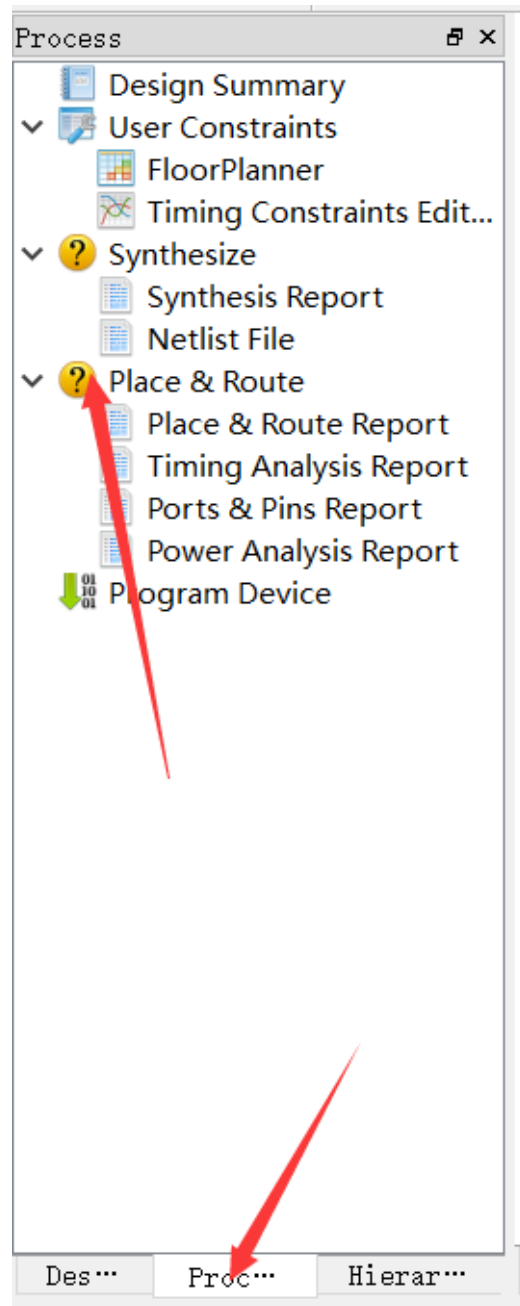 Process
Design Summary
User Constraints
FloorPlanner
Timing Constraints Edit...
Synthesize
Synthesis Report
Netlist File
Place & Route
Place & Route Report
Timing Analysis Report
Ports & Pins Report
Power Analysis Report
Program Device
Des… Proc… Hierar…